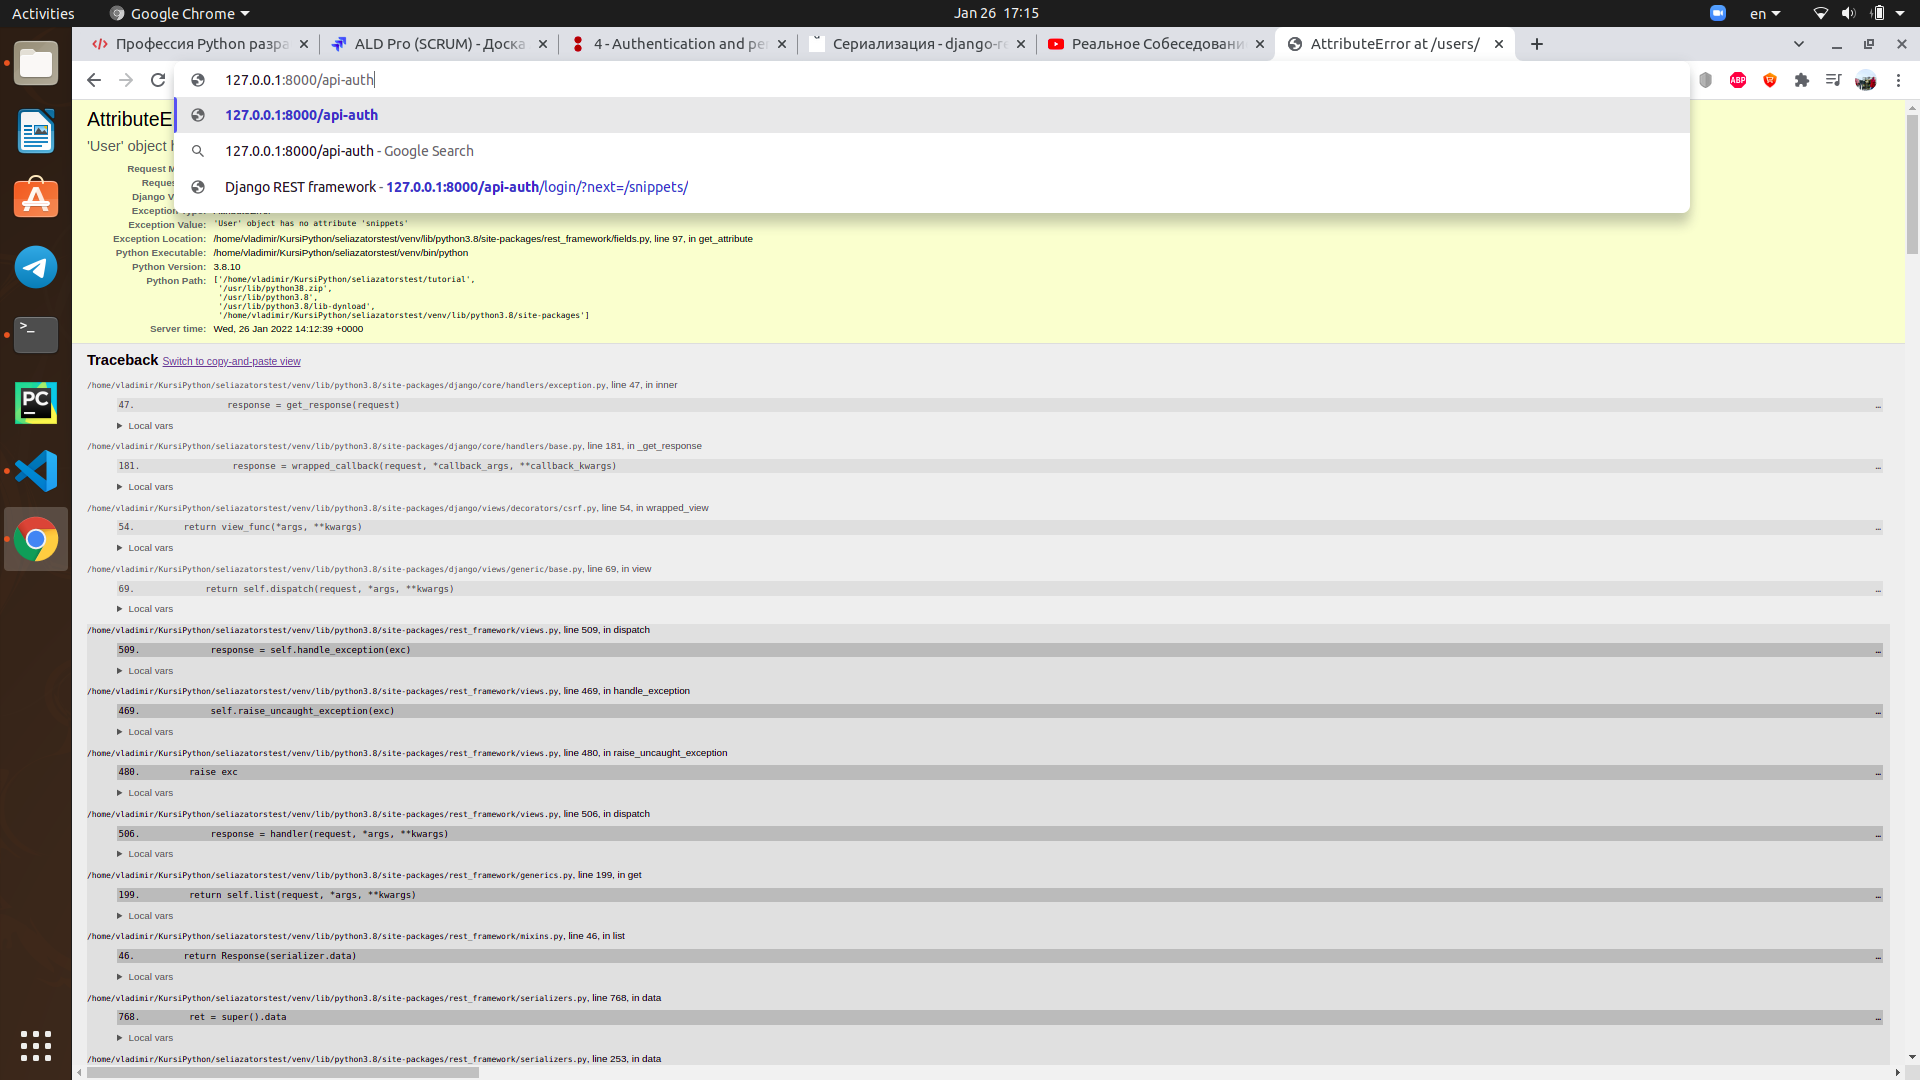 Activities
Google Chrome
Jan 26 17:15
en
Профессия Python разра
ALD Pro (SCRUM) - Доска
4 - Authentication and pe
Сериализация - django-re
Реальное Собеседовани
AttributeError at /users/
127.0.0.1:8000/api-auth
ABP
127.0.0.1:8000/api-auth
127.0.0.1:8000/api-auth - Google Search
Django REST framework - 127.0.0.1:8000/api-auth/login/?next=/snippets/
AttributeE
'User' object h
Request M
Reques
Django V
Exception Type:
Exception Value: 'User' object has no attribute 'snippets'
Exception Location: /home/vladimir/KursiPython/seliazatorstest/venv/lib/python3.8/site-packages/rest_framework/fields.py, line 97, in get_attribute
Python Executable: /home/vladimir/KursiPython/seliazatorstest/venv/bin/python
Python Version: 3.8.10
Python Path: ['/home/vladimir/KursiPython/seliazatorstest/tutorial',
'/usr/lib/python38.zip',
'/usr/lib/python3.8',
'/usr/lib/python3.8/lib-dynload',
'/home/vladimir/KursiPython/seliazatorstest/venv/lib/python3.8/site-packages']
Server time: Wed, 26 Jan 2022 14:12:39 +0000
Traceback Switch to copy-and-paste view
/home/vladimir/KursiPython/seliazatorstest/venv/lib/python3.8/site-packages/django/core/handlers/exception.py, line 47, in inner
47. response = get_response(request) …
Local vars
/home/vladimir/KursiPython/seliazatorstest/venv/lib/python3.8/site-packages/django/core/handlers/base.py, line 181, in _get_response
181. response = wrapped_callback(request, *callback_args, **callback_kwargs) …
Local vars
/home/vladimir/KursiPython/seliazatorstest/venv/lib/python3.8/site-packages/django/views/decorators/csrf.py, line 54, in wrapped_view
54. return view_func(*args, **kwargs) …
Local vars
/home/vladimir/KursiPython/seliazatorstest/venv/lib/python3.8/site-packages/django/views/generic/base.py, line 69, in view
69. return self.dispatch(request, *args, **kwargs) …
Local vars
/home/vladimir/KursiPython/seliazatorstest/venv/lib/python3.8/site-packages/rest_framework/views.py, line 509, in dispatch
509. response = self.handle_exception(exc) …
Local vars
/home/vladimir/KursiPython/seliazatorstest/venv/lib/python3.8/site-packages/rest_framework/views.py, line 469, in handle_exception
469. self.raise_uncaught_exception(exc) …
Local vars
/home/vladimir/KursiPython/seliazatorstest/venv/lib/python3.8/site-packages/rest_framework/views.py, line 480, in raise_uncaught_exception
480. raise exc …
Local vars
/home/vladimir/KursiPython/seliazatorstest/venv/lib/python3.8/site-packages/rest_framework/views.py, line 506, in dispatch
506. response = handler(request, *args, **kwargs) …
Local vars
/home/vladimir/KursiPython/seliazatorstest/venv/lib/python3.8/site-packages/rest_framework/generics.py, line 199, in get
199. return self.list(request, *args, **kwargs) …
Local vars
/home/vladimir/KursiPython/seliazatorstest/venv/lib/python3.8/site-packages/rest_framework/mixins.py, line 46, in list
46. return Response(serializer.data) …
Local vars
/home/vladimir/KursiPython/seliazatorstest/venv/lib/python3.8/site-packages/rest_framework/serializers.py, line 768, in data
768. ret = super().data …
Local vars
/home/vladimir/KursiPython/seliazatorstest/venv/lib/python3.8/site-packages/rest_framework/serializers.py, line 253, in data
PC